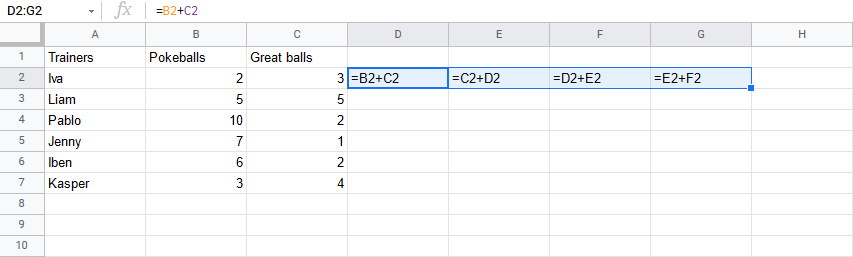 D2:G2 fx =B2+C2
A B C D E F G H
1 Trainers Pokeballs Great balls
2 Iva 2 3 =B2+C2 =C2+D2 =D2+E2 =E2+F2
3 Liam 5 5
4 Pablo 10 2
5 Jenny 7 1
6 Iben 6 2
7 Kasper 3 4
8
9
10